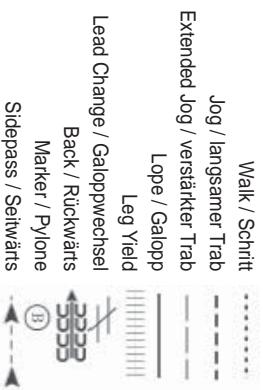 Walk / Schritt
Jog / langsamer Trab
Extended Jog / verstärkter Trab
Lope / Galopp
Leg Yield
Lead Change / Galoppwechsel
Back / Rückwärts
Marker / Pylone
B
Sidepass / Seitwärts